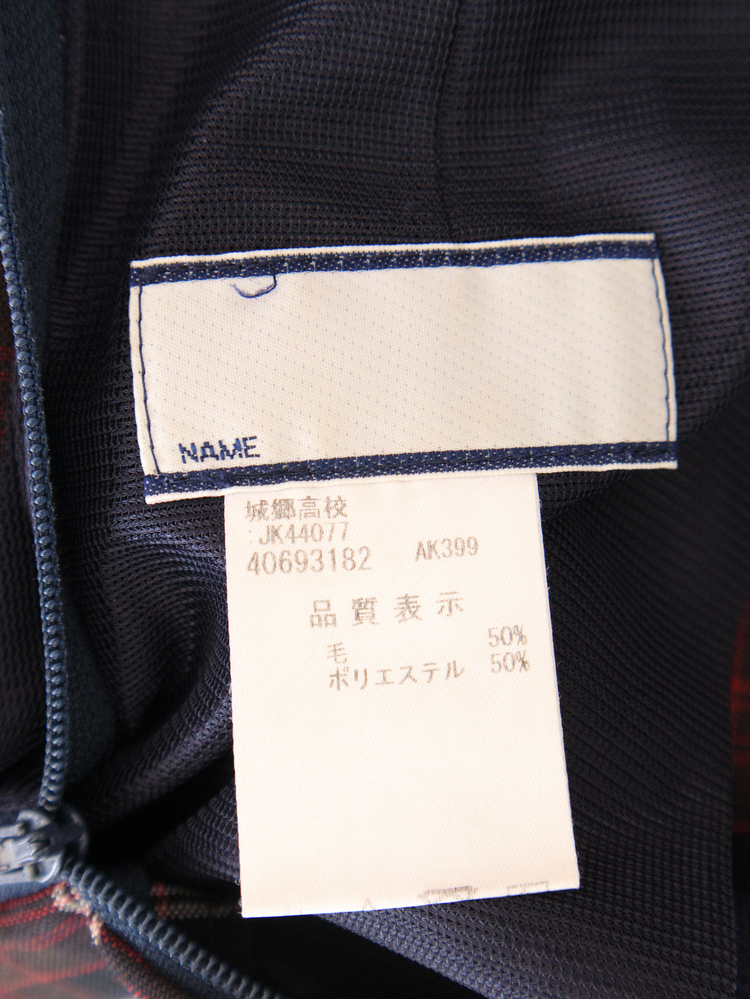 NAME
城郷高校
JK44077
40693182 AK399
品質表示
毛 50%
ポリエステル 50%